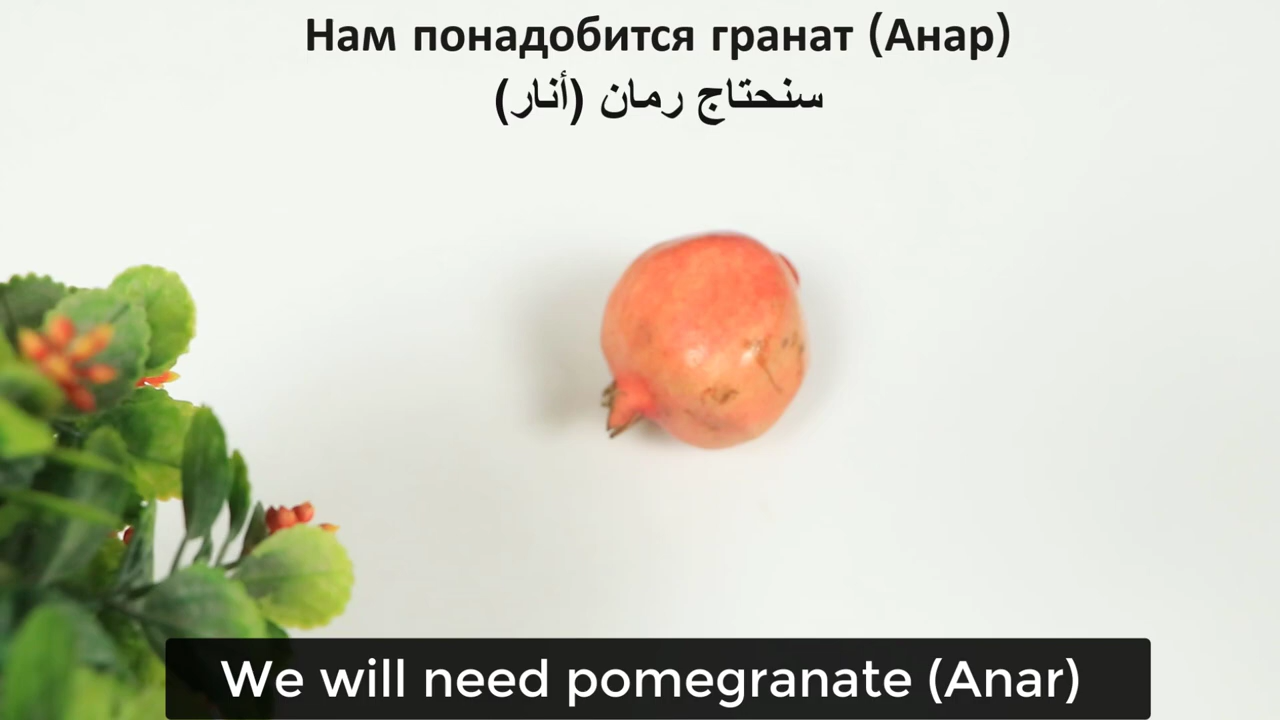 Нам понадобится гранат (Анар)
سنحتاج رمان (أنار)
We will need pomegranate (Anar)